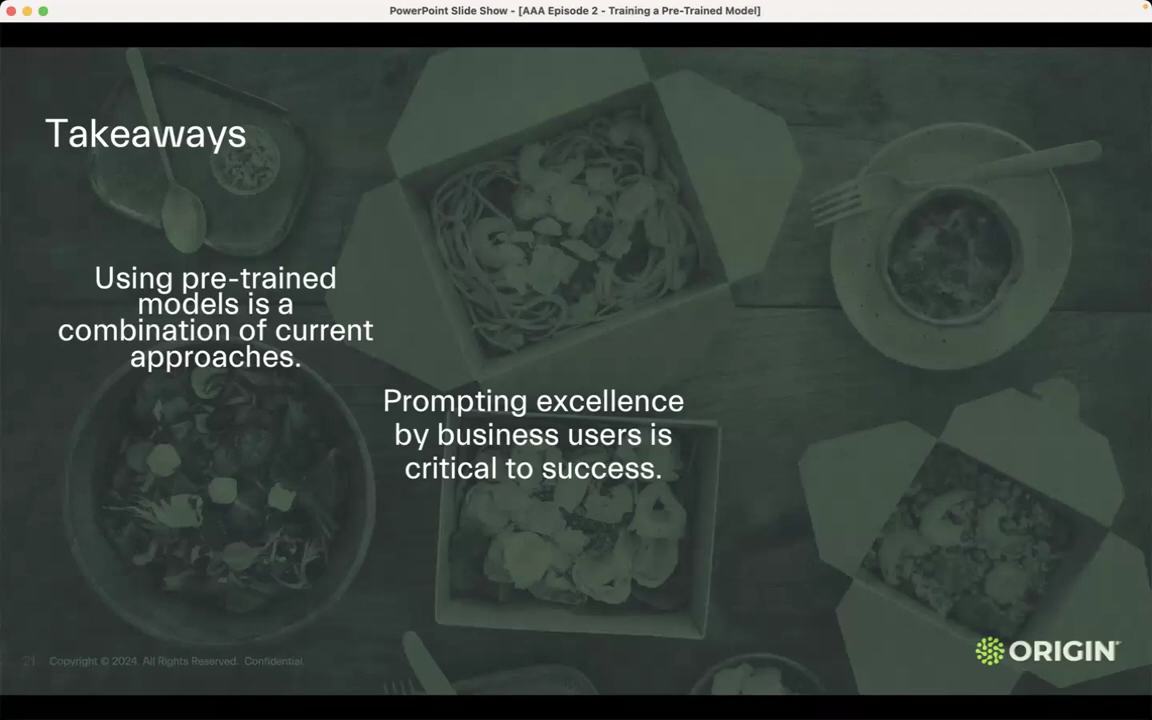 PowerPoint Slide Show - [AAA Episode 2 - Training a Pre-Trained Model]
Takeaways
Using pre-trained
models is a
combination of current
approaches.
Prompting excellence
by business users is
critical to success.
21 Copyright © 2024. All Rights Reserved. Confidential.
ORIGIN